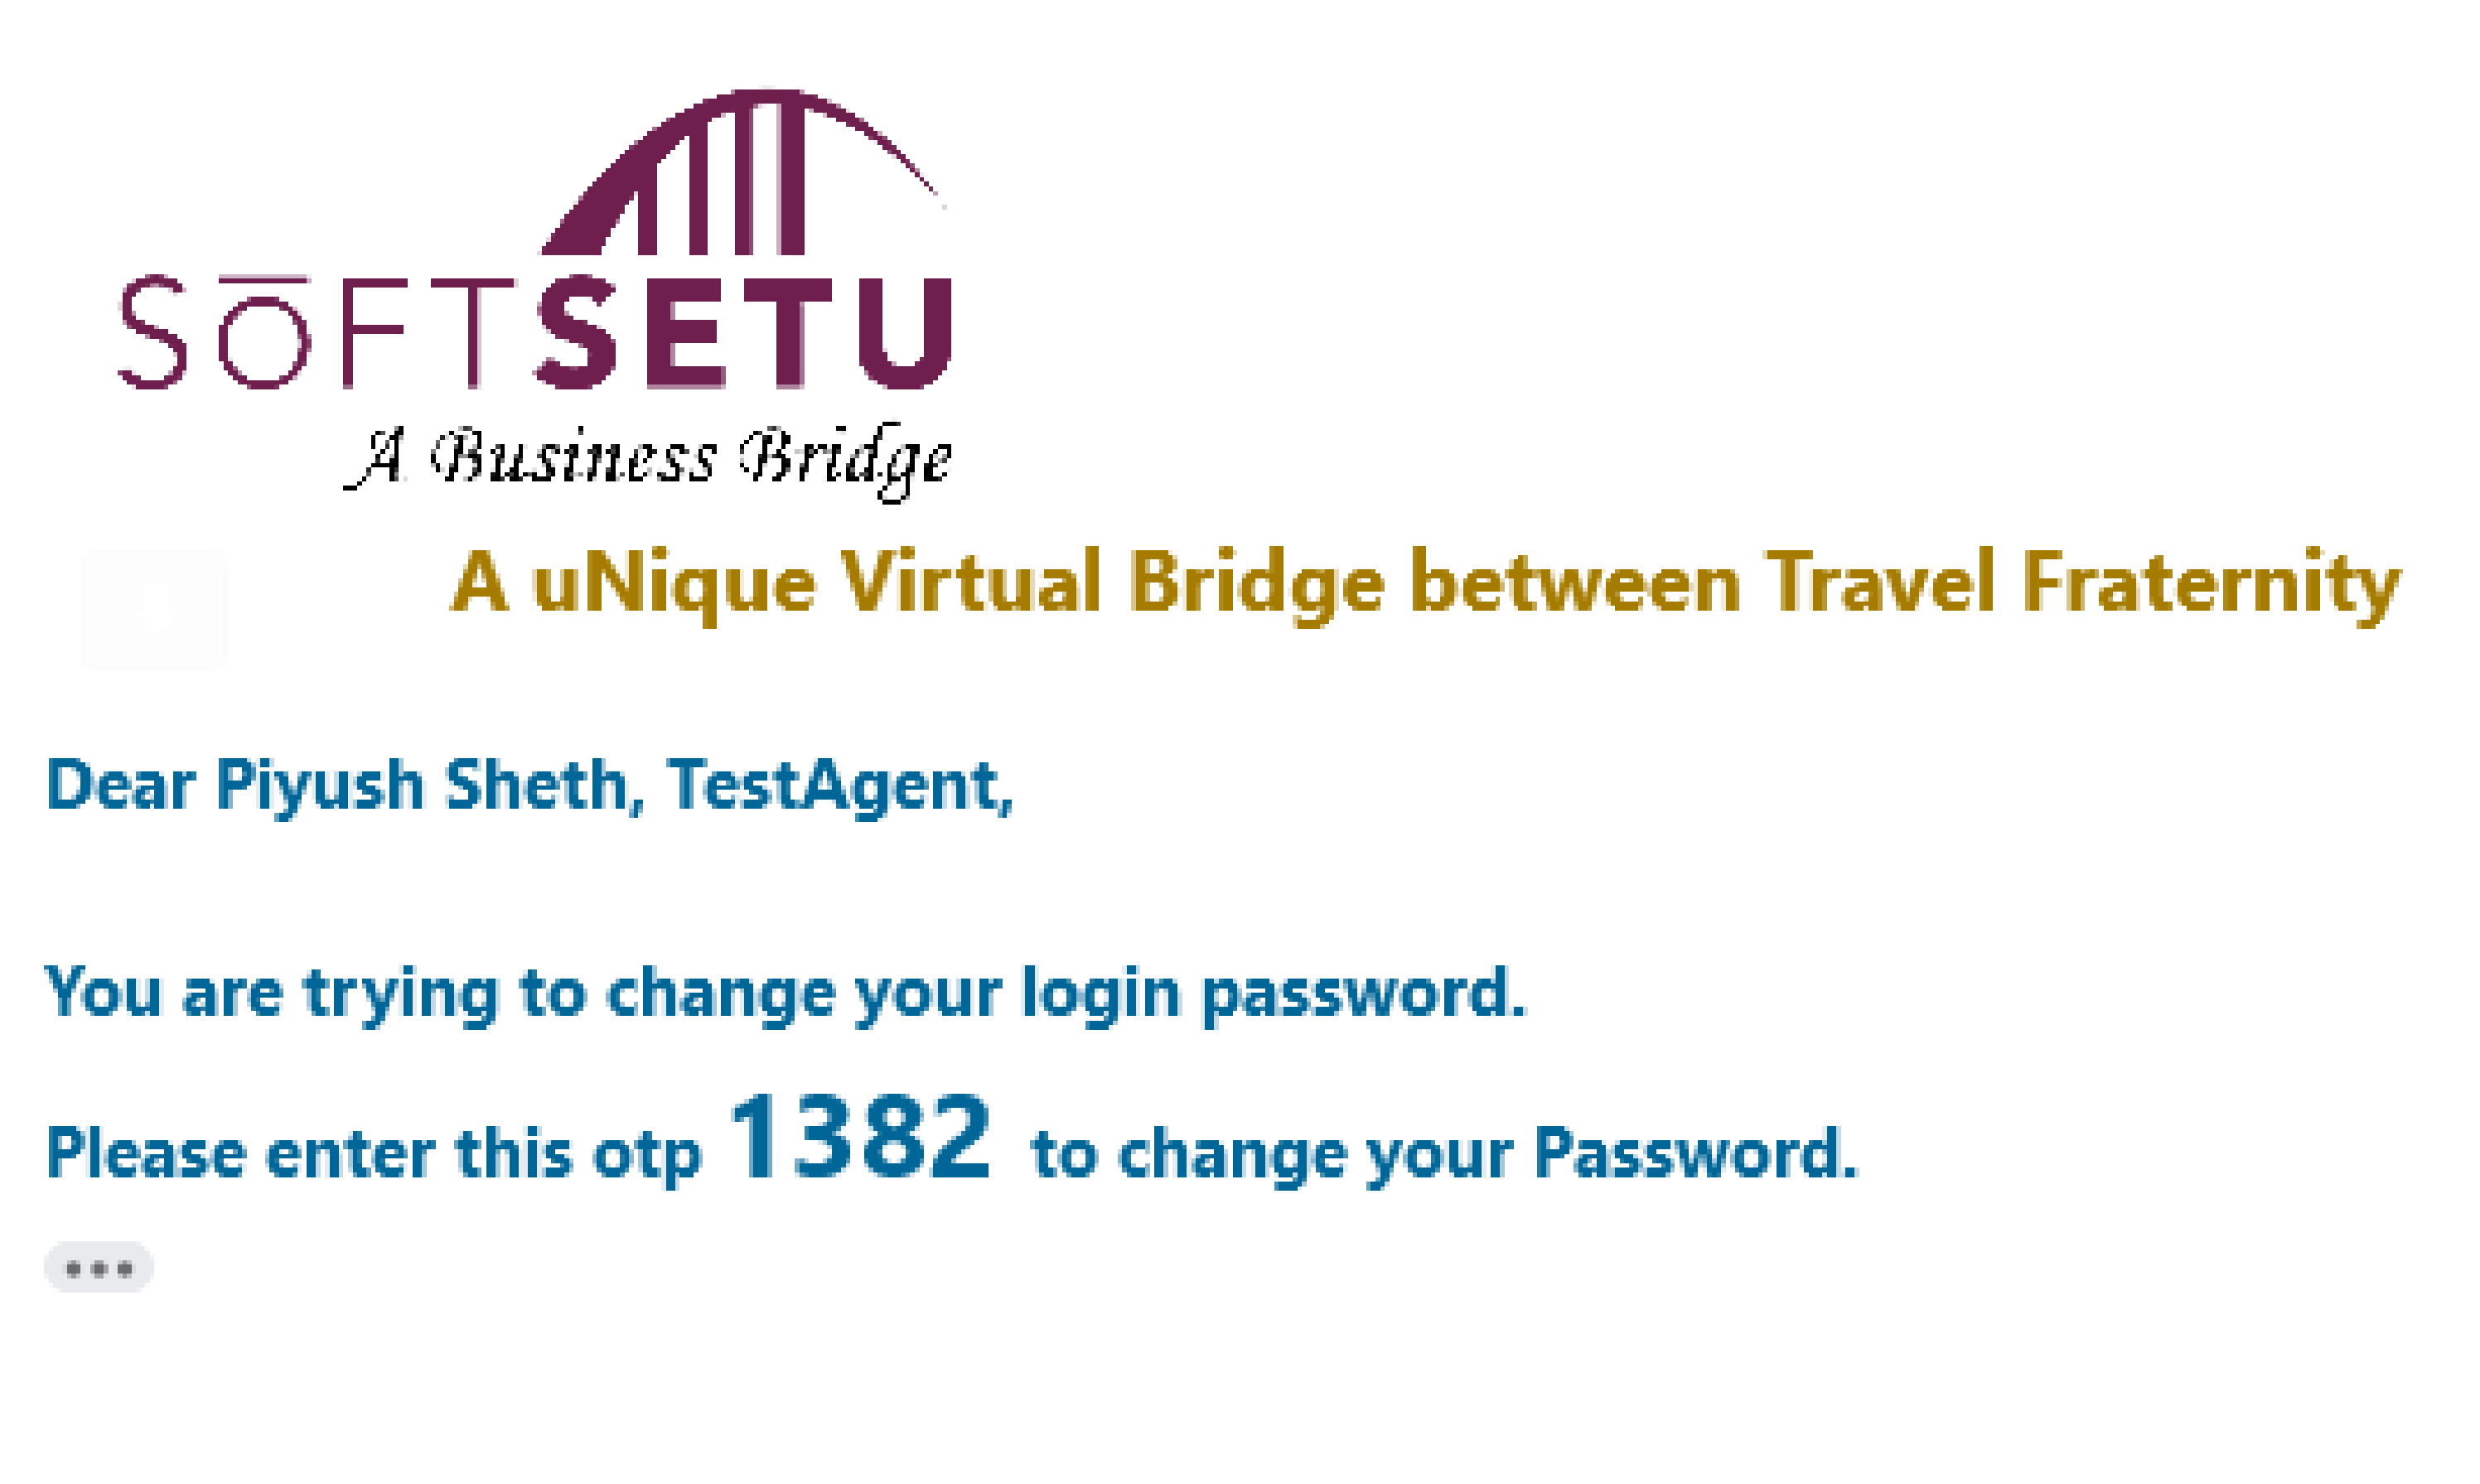 SōFTSETU
A Business Bridge
A uNique Virtual Bridge between Travel Fraternity
Dear Piyush Sheth, TestAgent,
You are trying to change your login password.
Please enter this otp 1382 to change your Password.